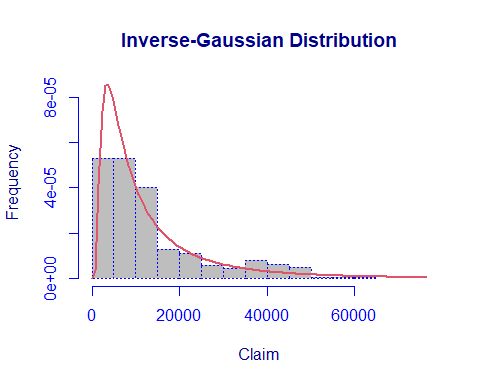 Inverse-Gaussian Distribution
Frequency
8e-05
4e-05
0e+00
0 20000 40000 60000
Claim